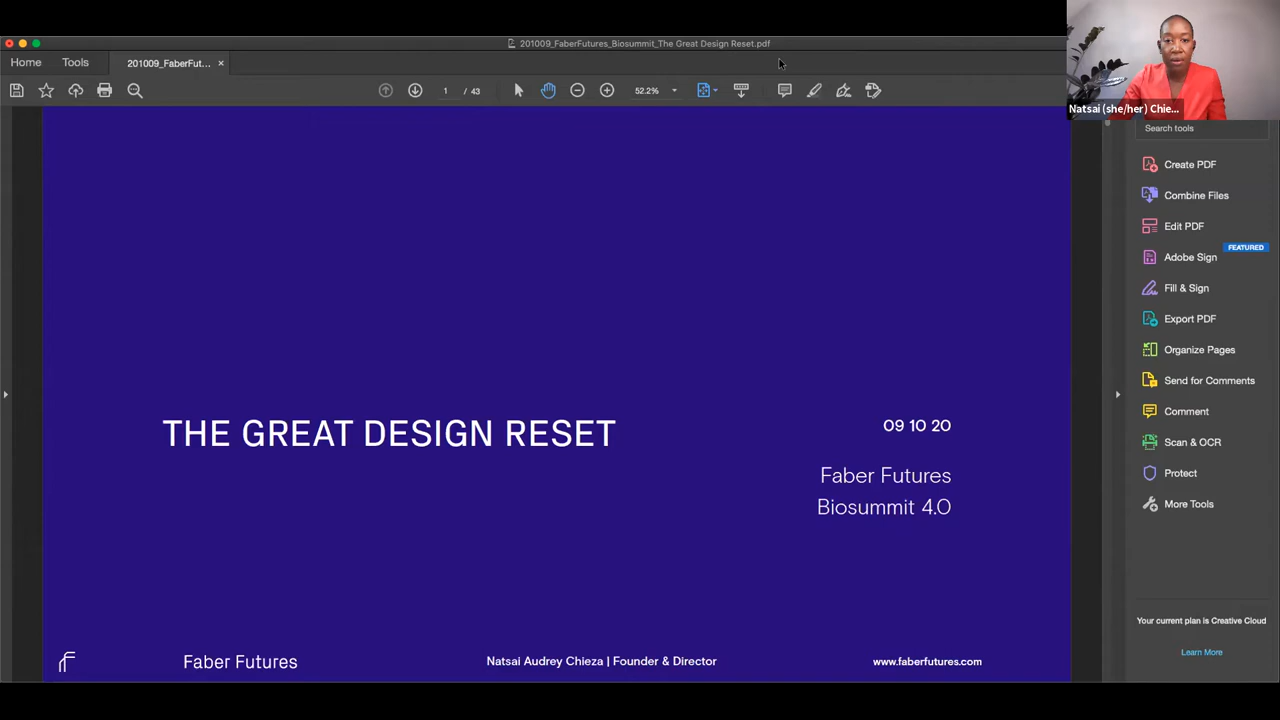 201009_FaberFutures_Biosummit_The Great Design Reset.pdf
Natsai (she/her) Chie...
Home
Tools
201009_FaberFut... ×
1 / 43
52.2%
Search tools
Create PDF
Combine Files
Edit PDF
FEATURED
Adobe Sign
Fill & Sign
Export PDF
Organize Pages
Send for Comments
Comment
Scan & OCR
Protect
More Tools
Your current plan is Creative Cloud
Learn More
THE GREAT DESIGN RESET
09 10 20
Faber Futures
Biosummit 4.0
Faber Futures
Natsai Audrey Chieza | Founder & Director
www.faberfutures.com